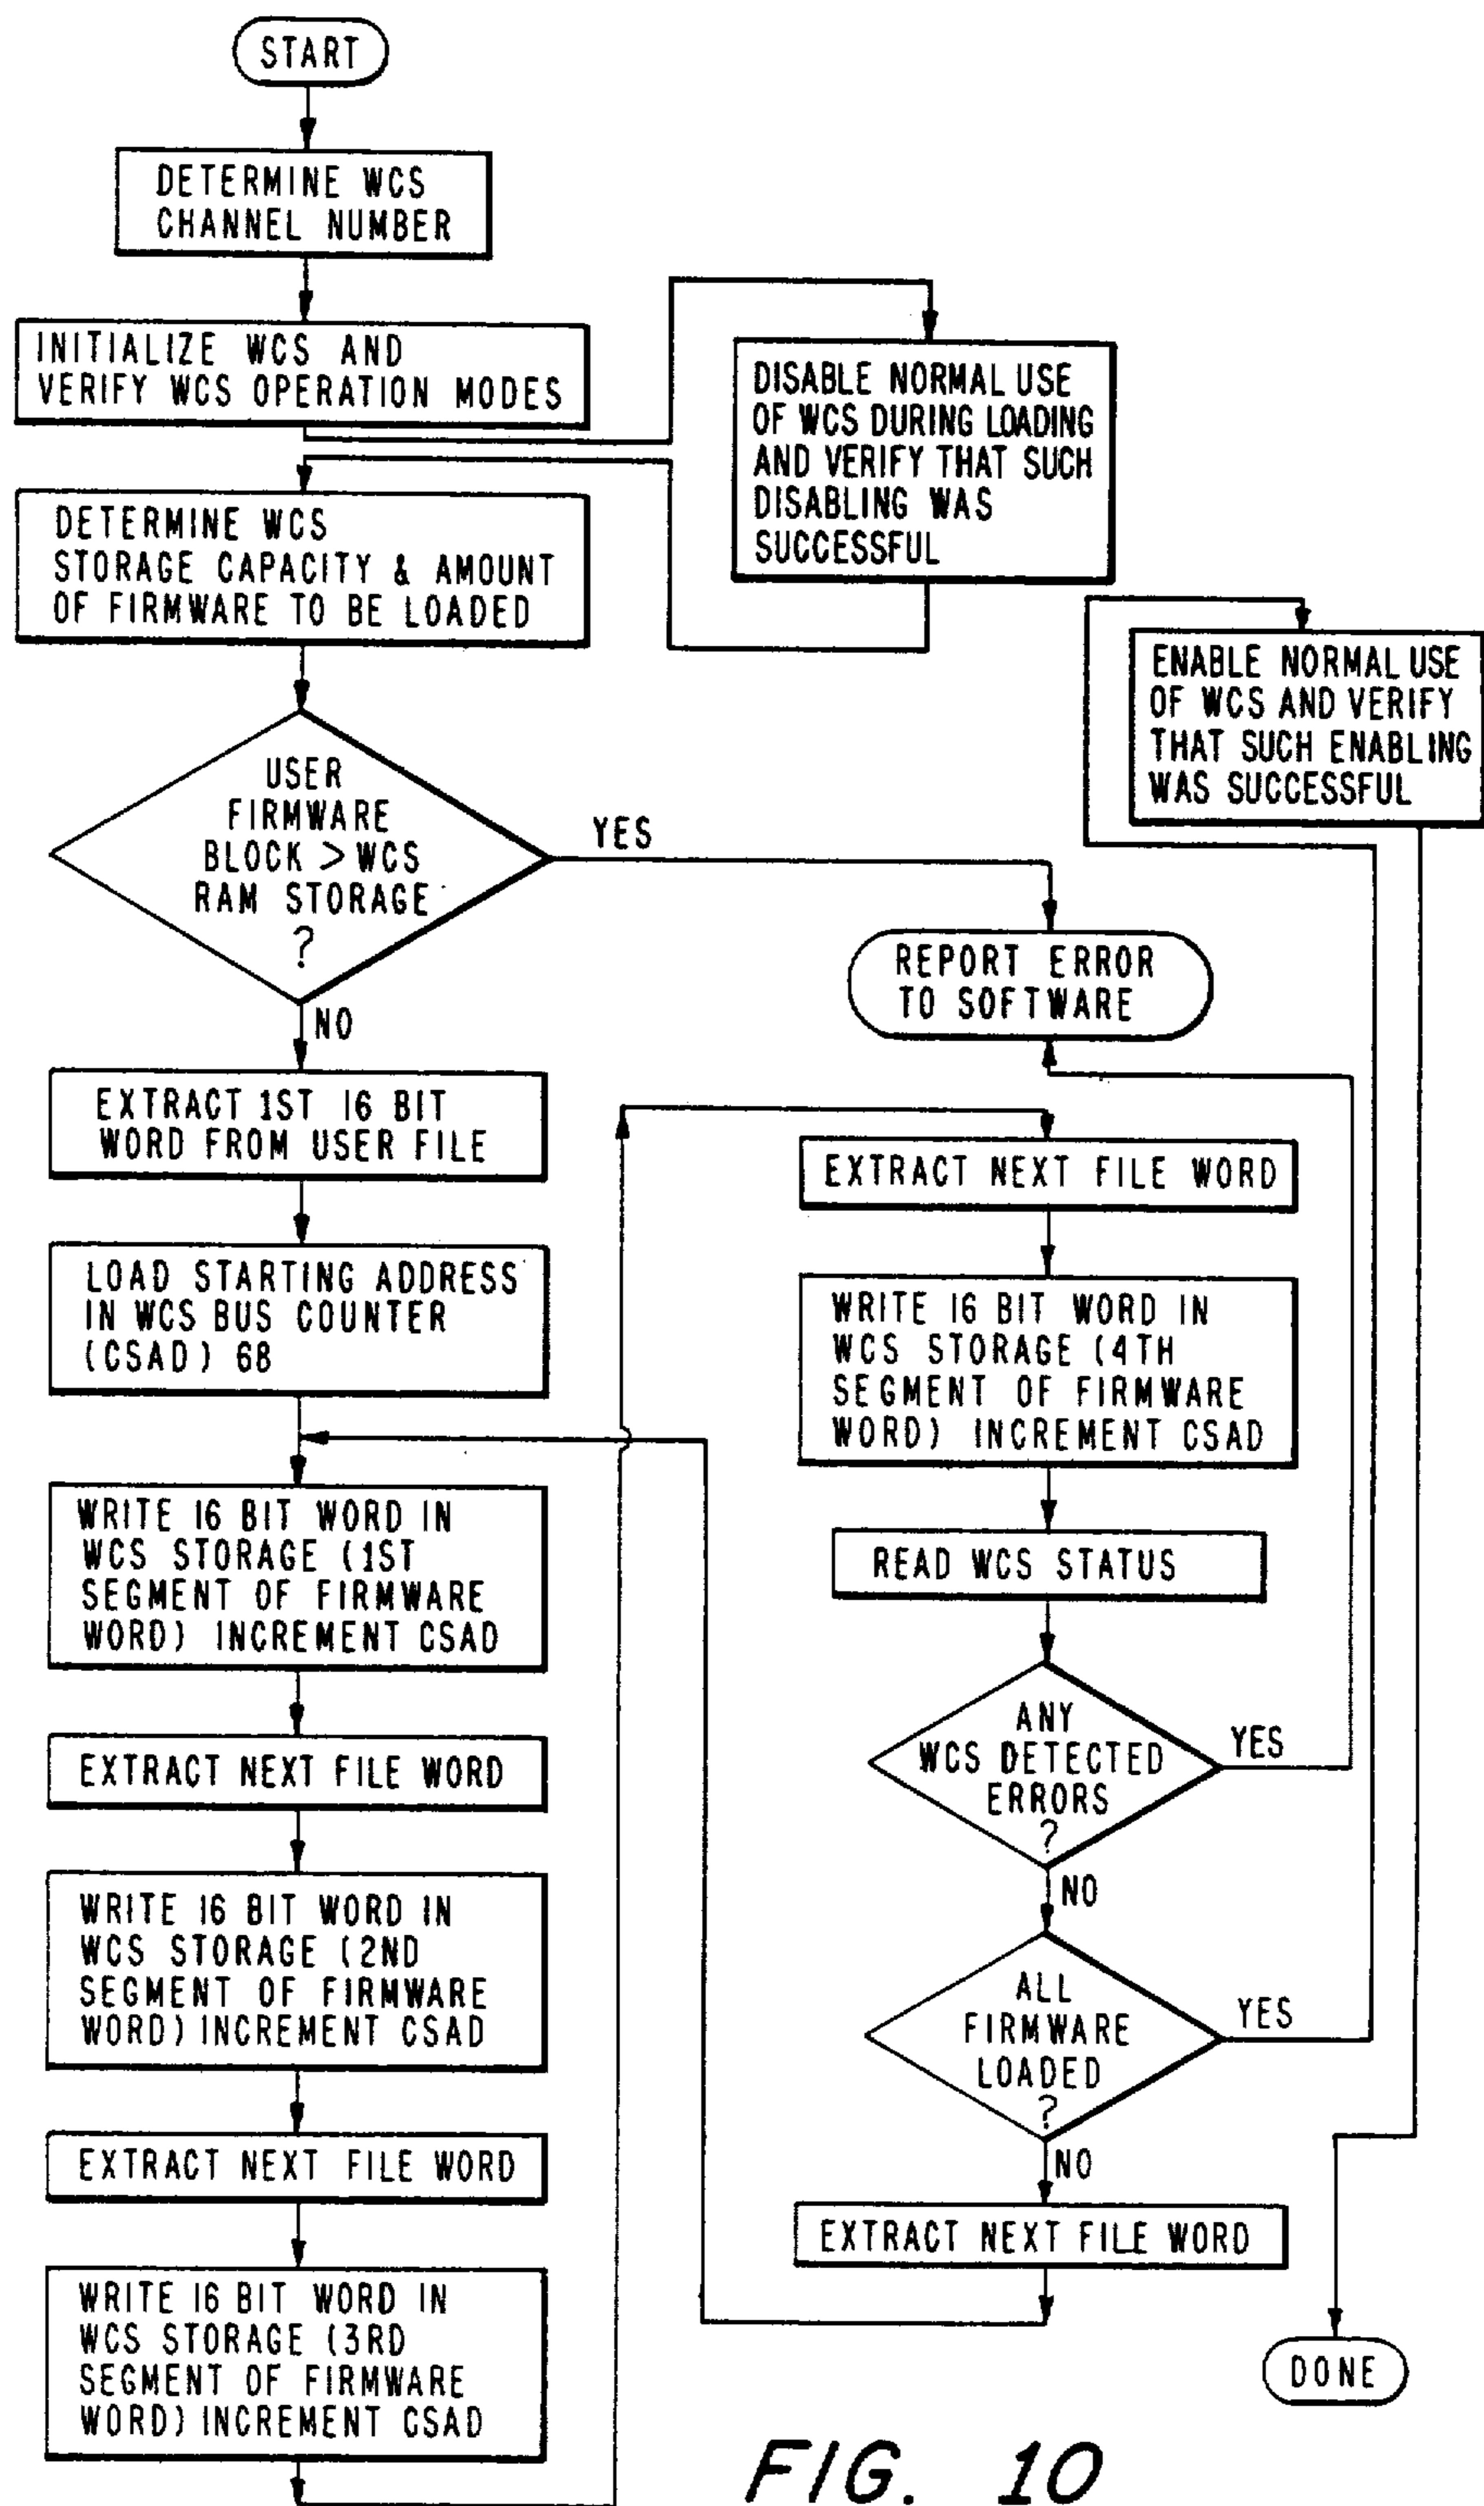 START
DETERMINE WCS
CHANNEL NUMBER
INITIALIZE WCS AND
VERIFY WCS OPERATION MODES
DISABLE NORMAL USE
OF WCS DURING LOADING
AND VERIFY THAT SUCH
DISABLING WAS
SUCCESSFUL
DETERMINE WCS
STORAGE CAPACITY & AMOUNT
OF FIRMWARE TO BE LOADED
ENABLE NORMAL USE
OF WCS AND VERIFY
THAT SUCH ENABLING
WAS SUCCESSFUL
USER
FIRMWARE
BLOCK > WCS
RAM STORAGE
?
YES
NO
REPORT ERROR
TO SOFTWARE
EXTRACT 1ST 16 BIT
WORD FROM USER FILE
LOAD STARTING ADDRESS
IN WCS BUS COUNTER
(CSAD) 68
WRITE 16 BIT WORD IN
WCS STORAGE (1ST
SEGMENT OF FIRMWARE
WORD) INCREMENT CSAD
EXTRACT NEXT FILE WORD
WRITE 16 BIT WORD IN
WCS STORAGE (2ND
SEGMENT OF FIRMWARE
WORD) INCREMENT CSAD
EXTRACT NEXT FILE WORD
WRITE 16 BIT WORD IN
WCS STORAGE (3RD
SEGMENT OF FIRMWARE
WORD) INCREMENT CSAD
EXTRACT NEXT FILE WORD
WRITE 16 BIT WORD IN
WCS STORAGE (4TH
SEGMENT OF FIRMWARE
WORD) INCREMENT CSAD
READ WCS STATUS
ANY
WCS DETECTED
ERRORS
?
YES
NO
ALL
FIRMWARE
LOADED
?
YES
NO
EXTRACT NEXT FILE WORD
DONE
FIG. 10